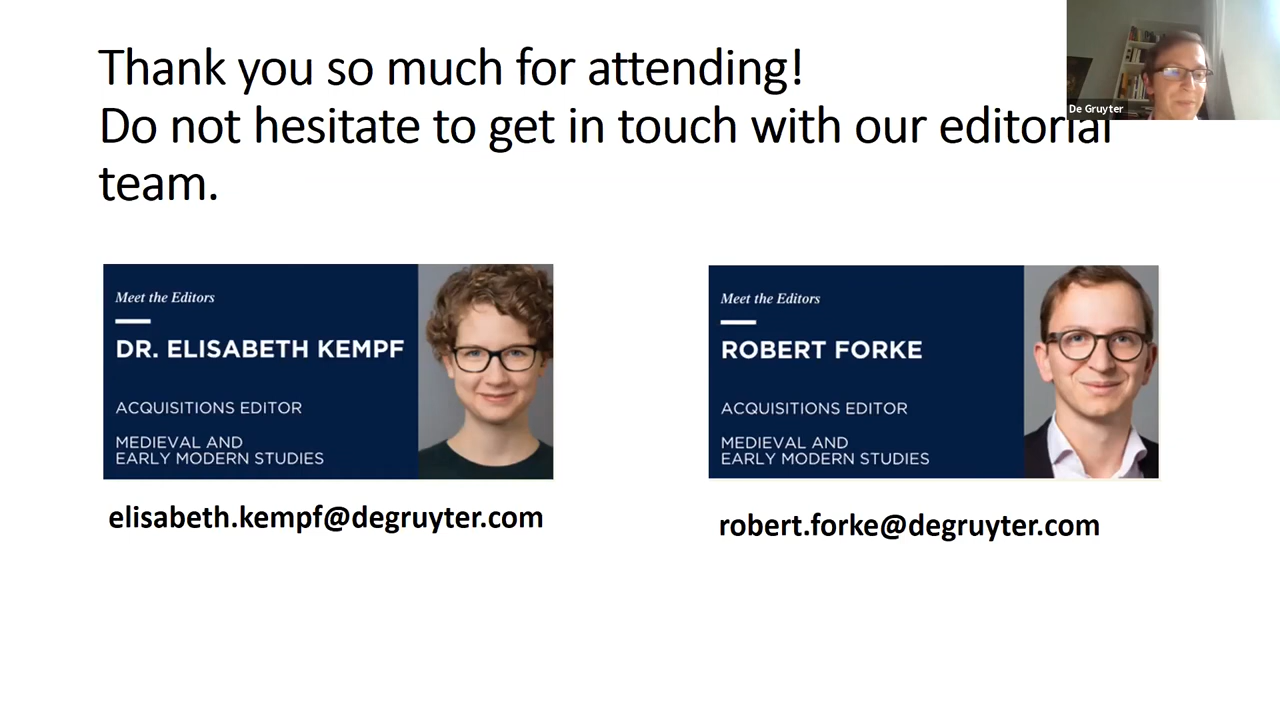 Thank you so much for attending!
Do not hesitate to get in touch with our editorial
team.
De Gruyter
Meet the Editors
DR. ELISABETH KEMPF
ACQUISITIONS EDITOR
MEDIEVAL AND
EARLY MODERN STUDIES
elisabeth.kempf@degruyter.com
Meet the Editors
ROBERT FORKE
ACQUISITIONS EDITOR
MEDIEVAL AND
EARLY MODERN STUDIES
robert.forke@degruyter.com